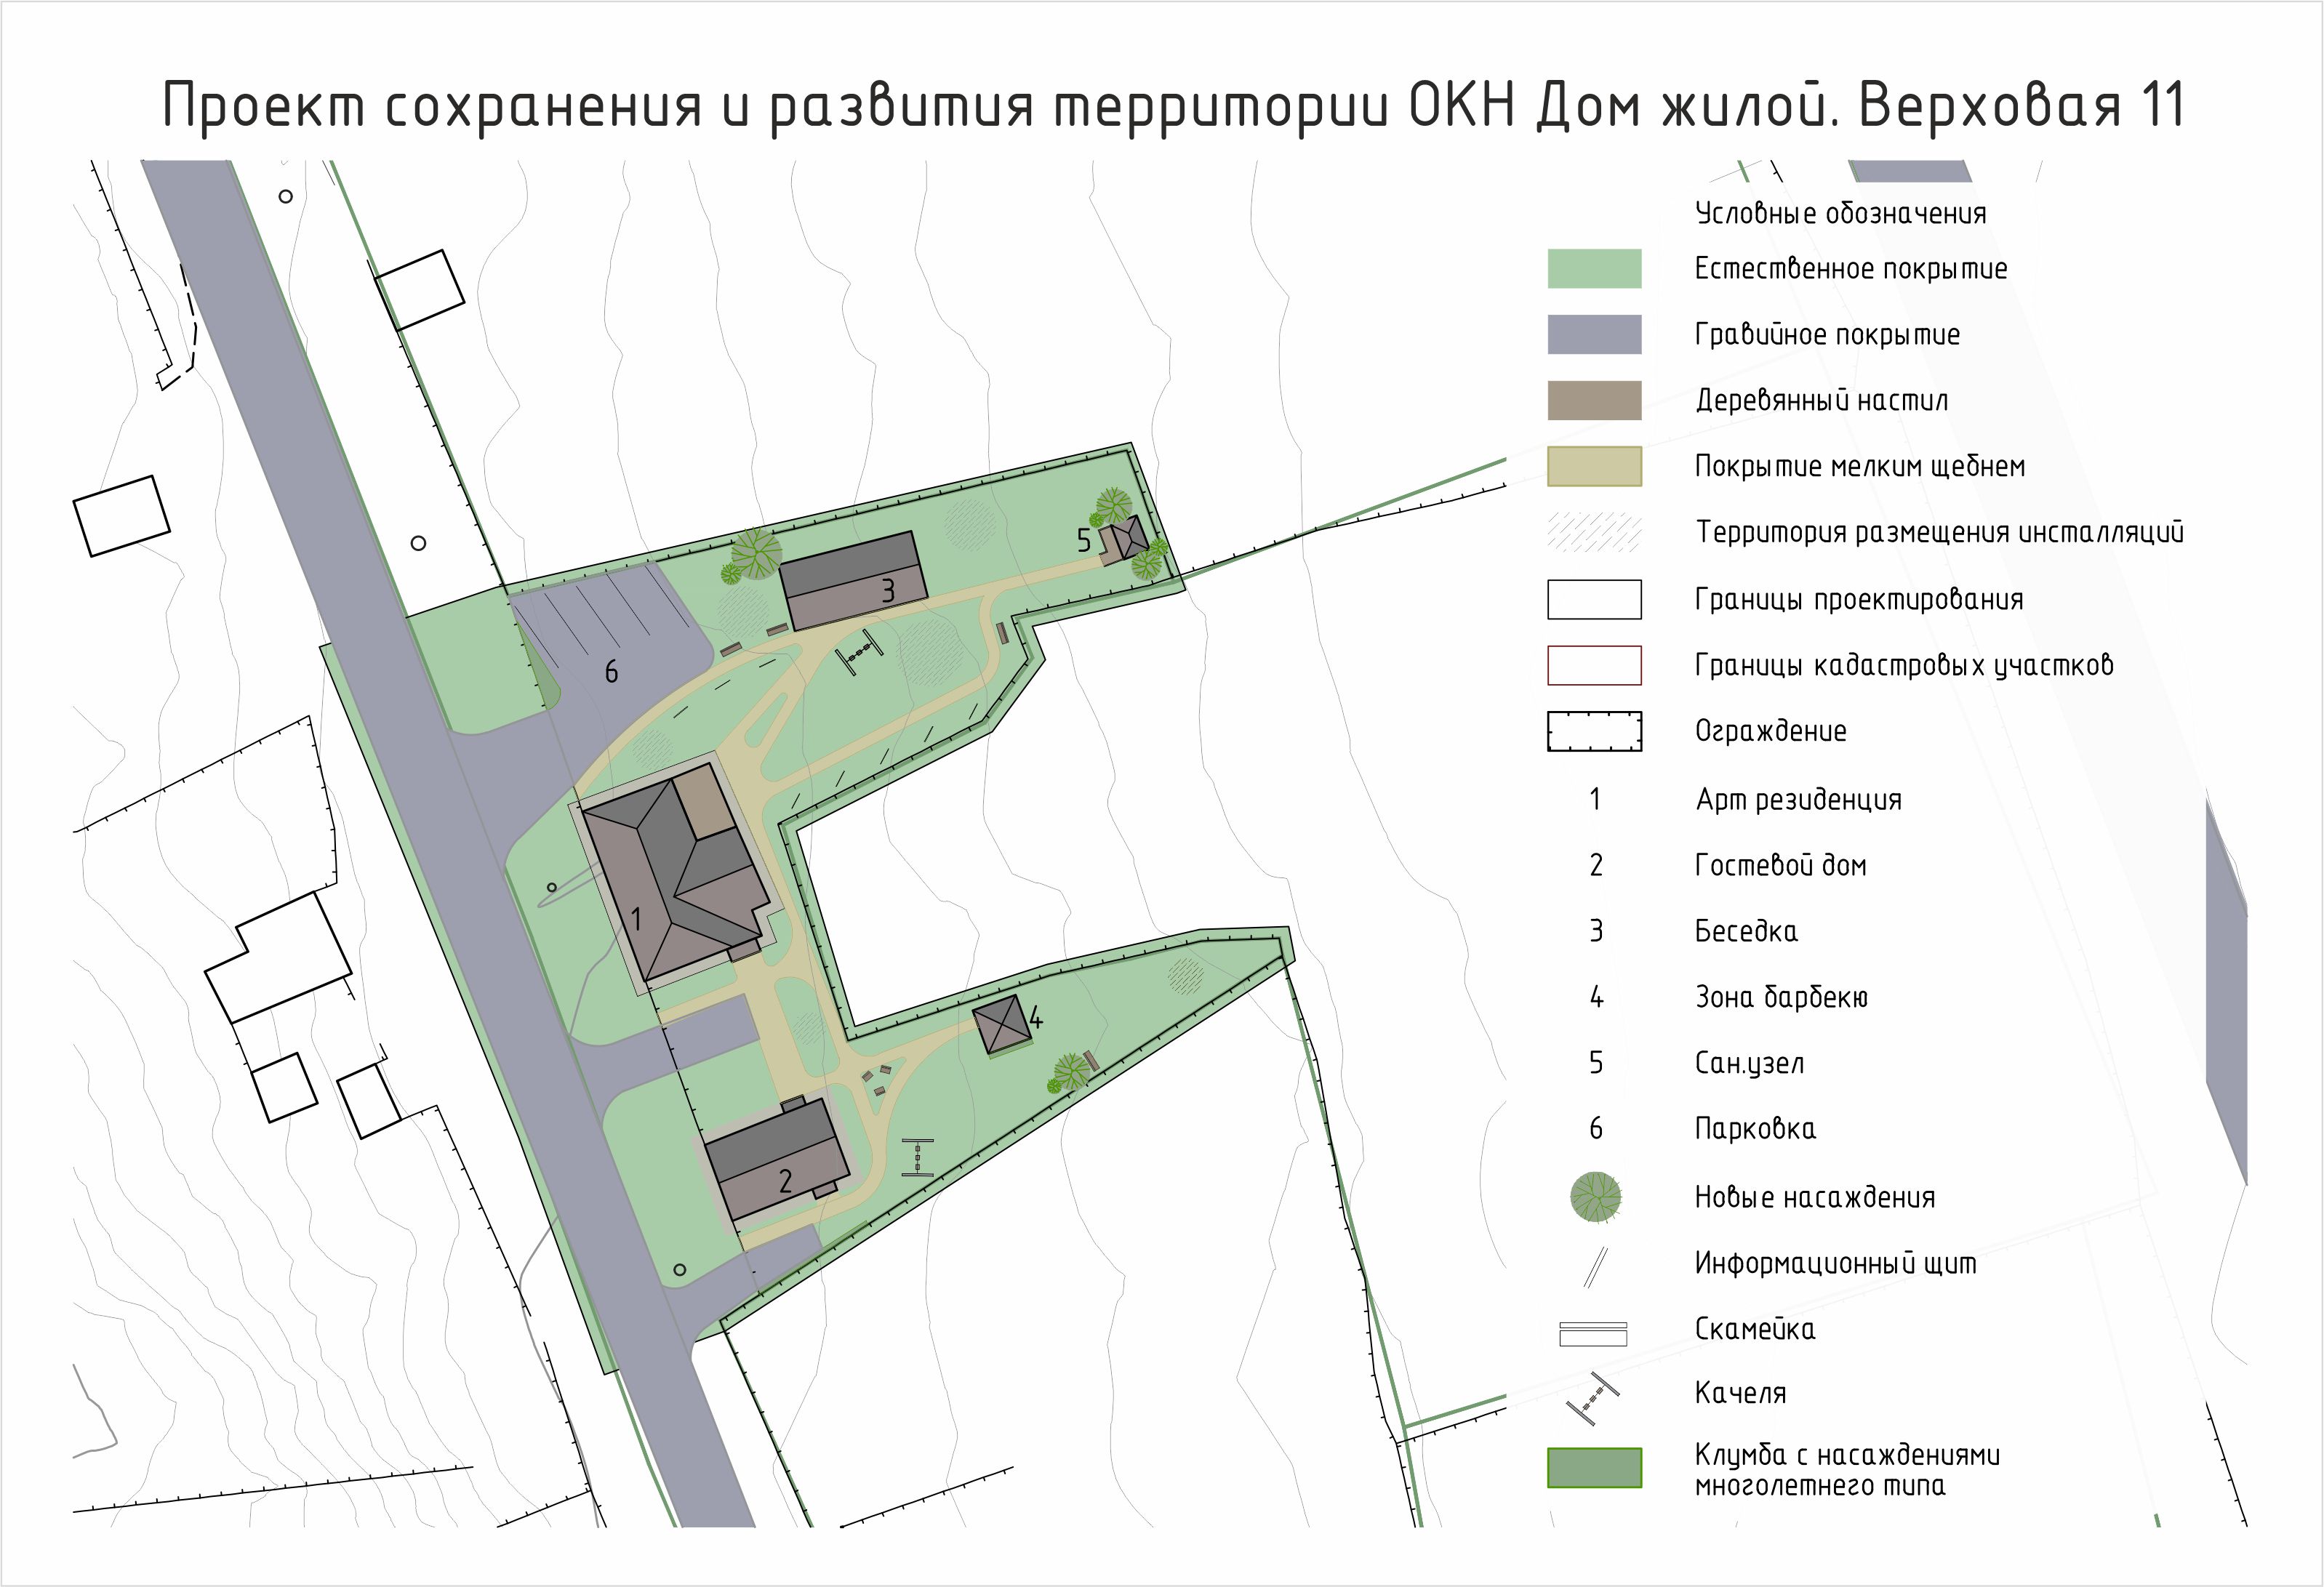 Проект сохранения и развития территории ОКН Дом жилой. Верховая 11
Условные обозначения
Естественное покрытие
Гравийное покрытие
Деревянный настил
Покрытие мелким щебнем
Территория размещения инсталляций
Границы проектирования
Границы кадастровых участков
Ограждение
1 Арт резиденция
2 Гостевой дом
3 Беседка
4 Зона барбекю
5 Сан.узел
6 Парковка
Новые насаждения
Информационный щит
Скамейка
Качеля
Клумба с насаждениями
многолетнего типа
5
3
6
1
4
2